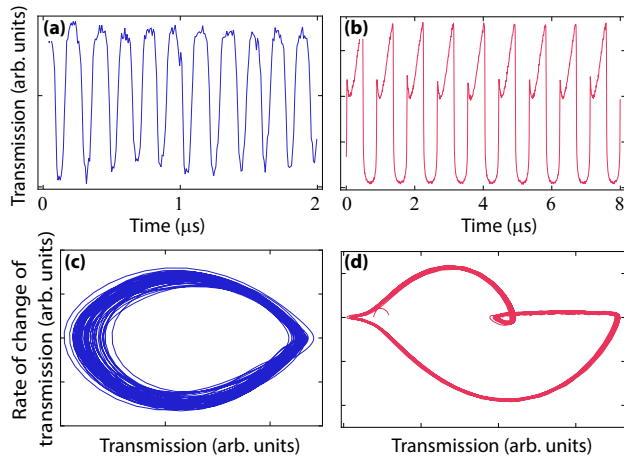 (a)
(b)
Transmission (arb. units)
0 1 2
0 2 4 6 8
Time (μs)
Time (μs)
(c)
(d)
Rate of change of
transmission (arb. units)
Transmission (arb. units)
Transmission (arb. units)